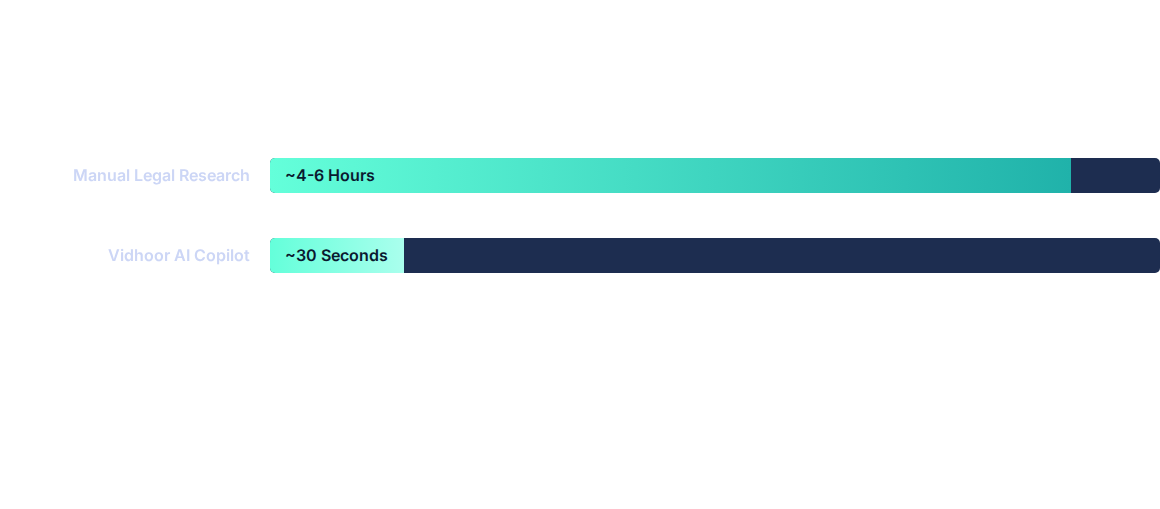 Manual Legal Research ~4-6 Hours
Vidhoor AI Copilot ~30 Seconds